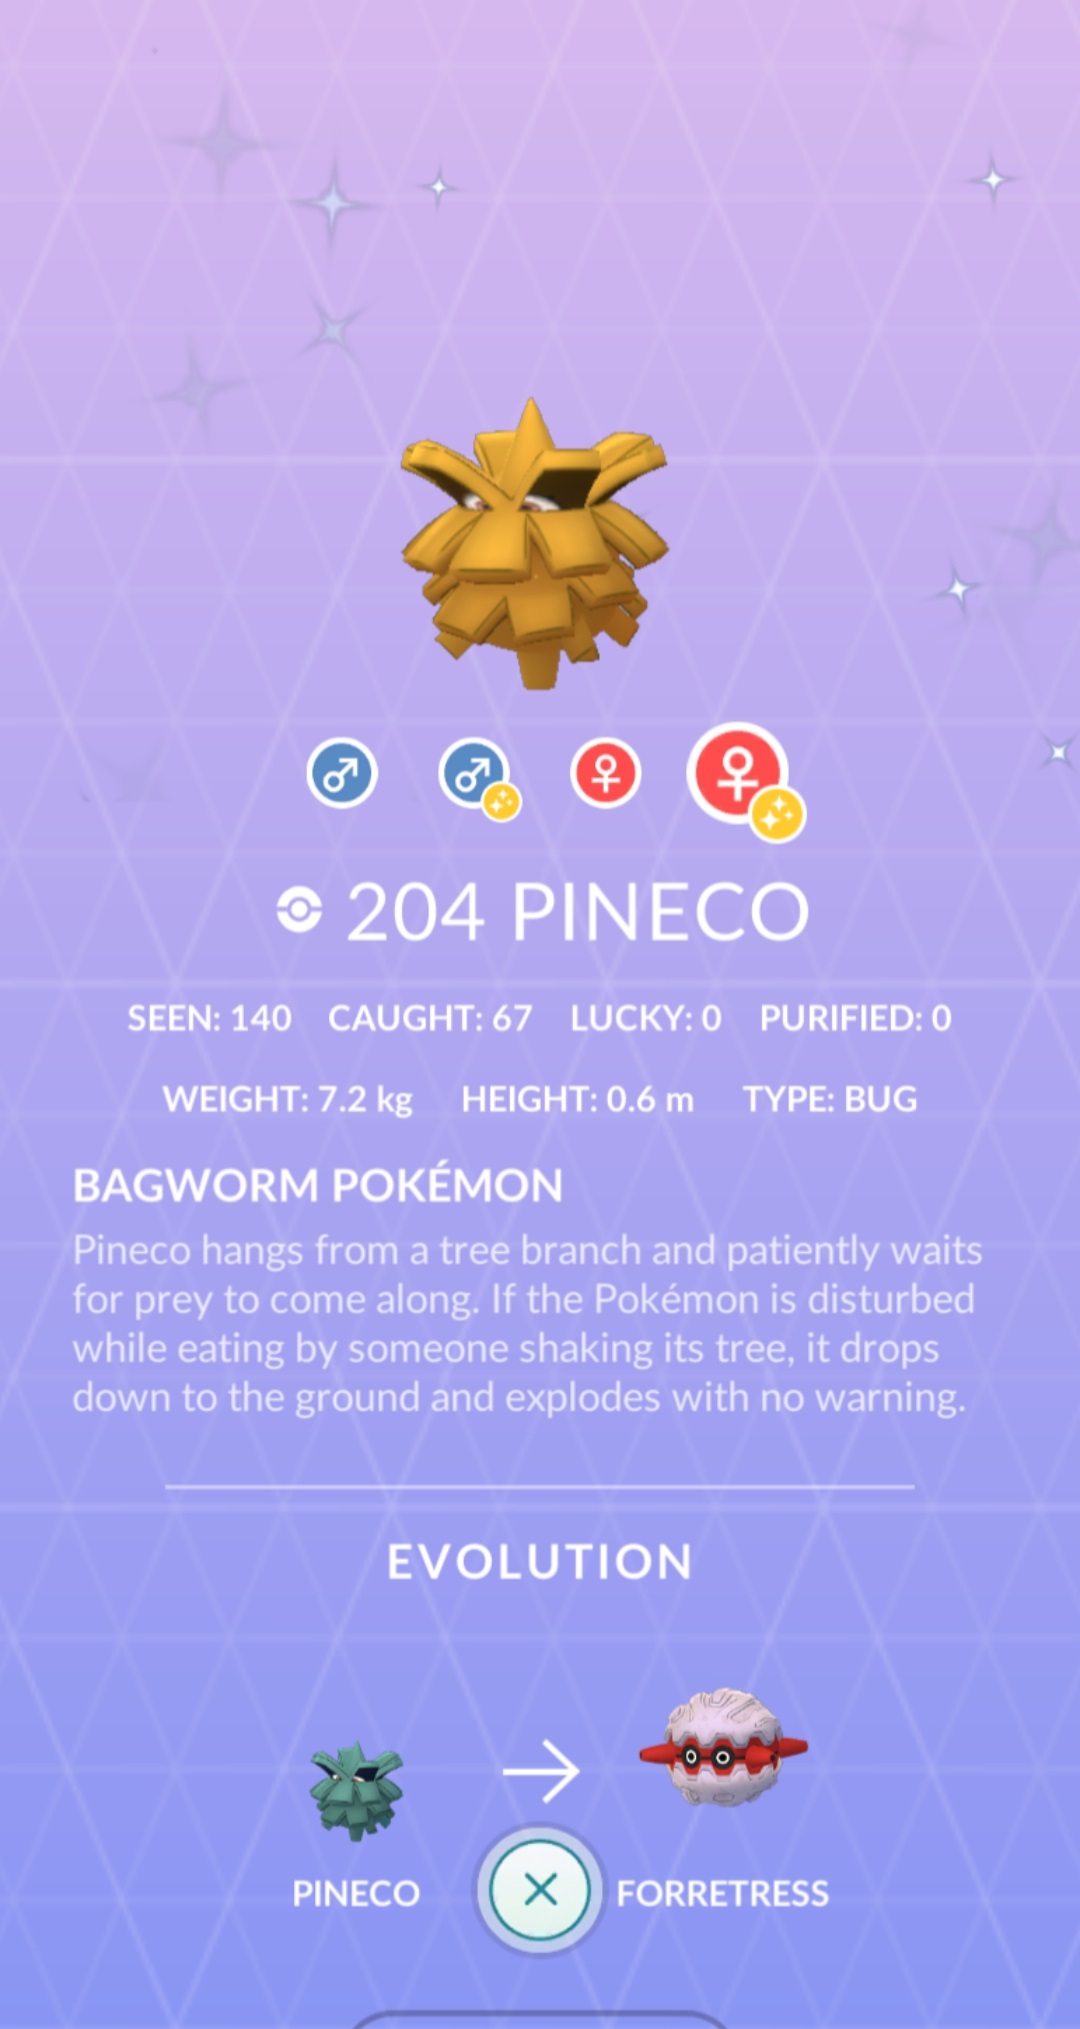 204 PINECO
SEEN: 140 CAUGHT: 67 LUCKY: 0 PURIFIED: 0
WEIGHT: 7.2 kg HEIGHT: 0.6 m TYPE: BUG
BAGWORM POKÉMON
Pineco hangs from a tree branch and patiently waits
for prey to come along. If the Pokémon is disturbed
while eating by someone shaking its tree, it drops
down to the ground and explodes with no warning.
EVOLUTION
PINECO FORRETRESS